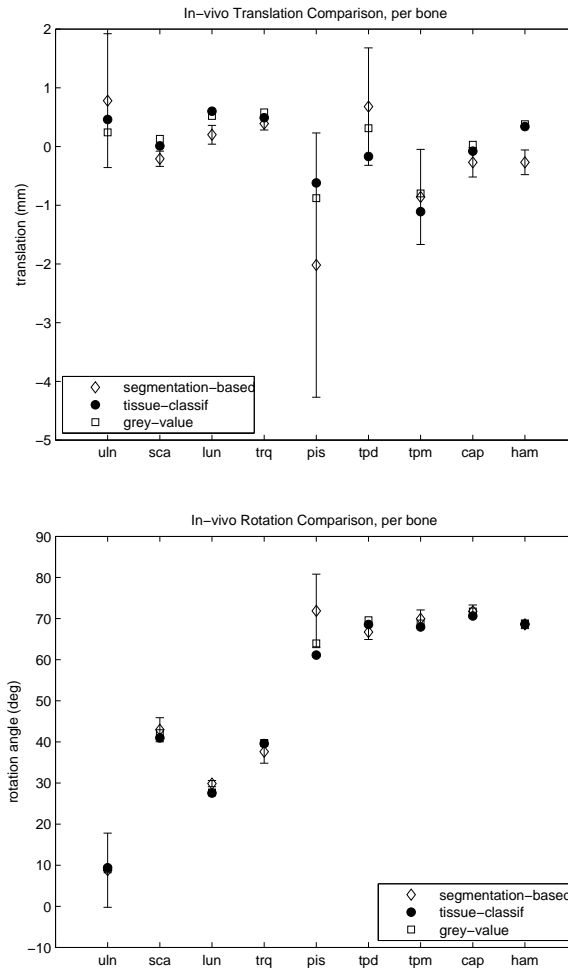 In−vivo Translation Comparison, per bone
2
1
0
−1
−2
−3
−4
−5
translation (mm)
segmentation−based
tissue−classif
grey−value
uln sca lun trq pis tpd tpm cap ham
In−vivo Rotation Comparison, per bone
90
80
70
60
50
40
30
20
10
0
−10
rotation angle (deg)
segmentation−based
tissue−classif
grey−value
uln sca lun trq pis tpd tpm cap ham